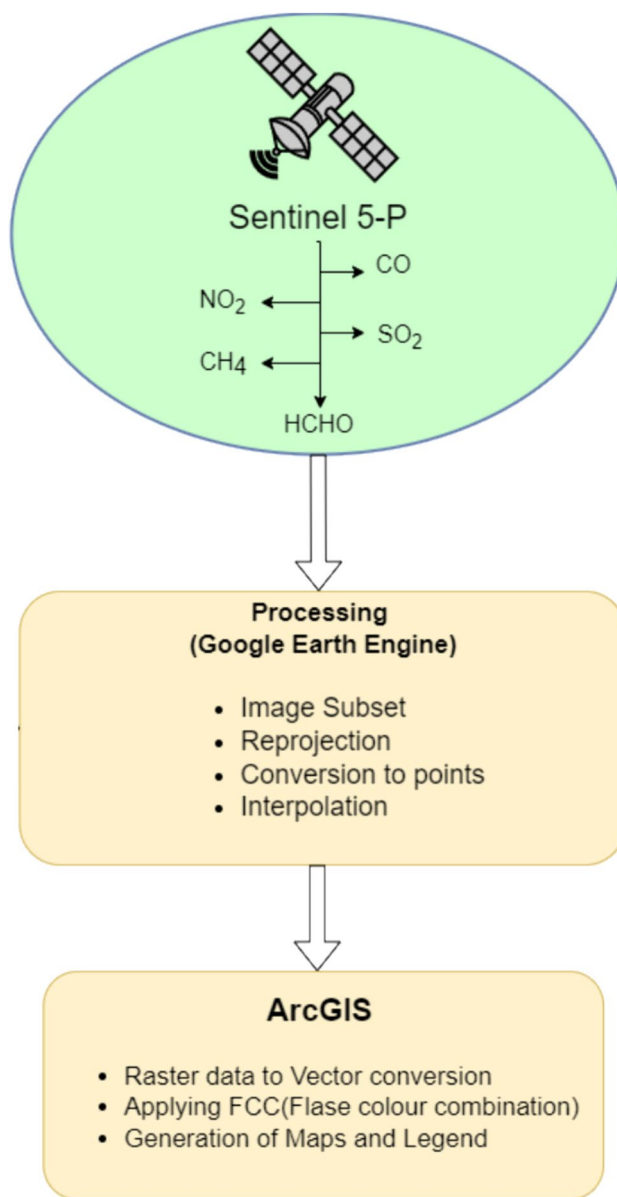 Sentinel 5-P
CO
NO2
SO2
CH4
HCHO
Processing
(Google Earth Engine)
• Image Subset
• Reprojection
• Conversion to points
• Interpolation
ArcGIS
• Raster data to Vector conversion
• Applying FCC(Flase colour combination)
• Generation of Maps and Legend